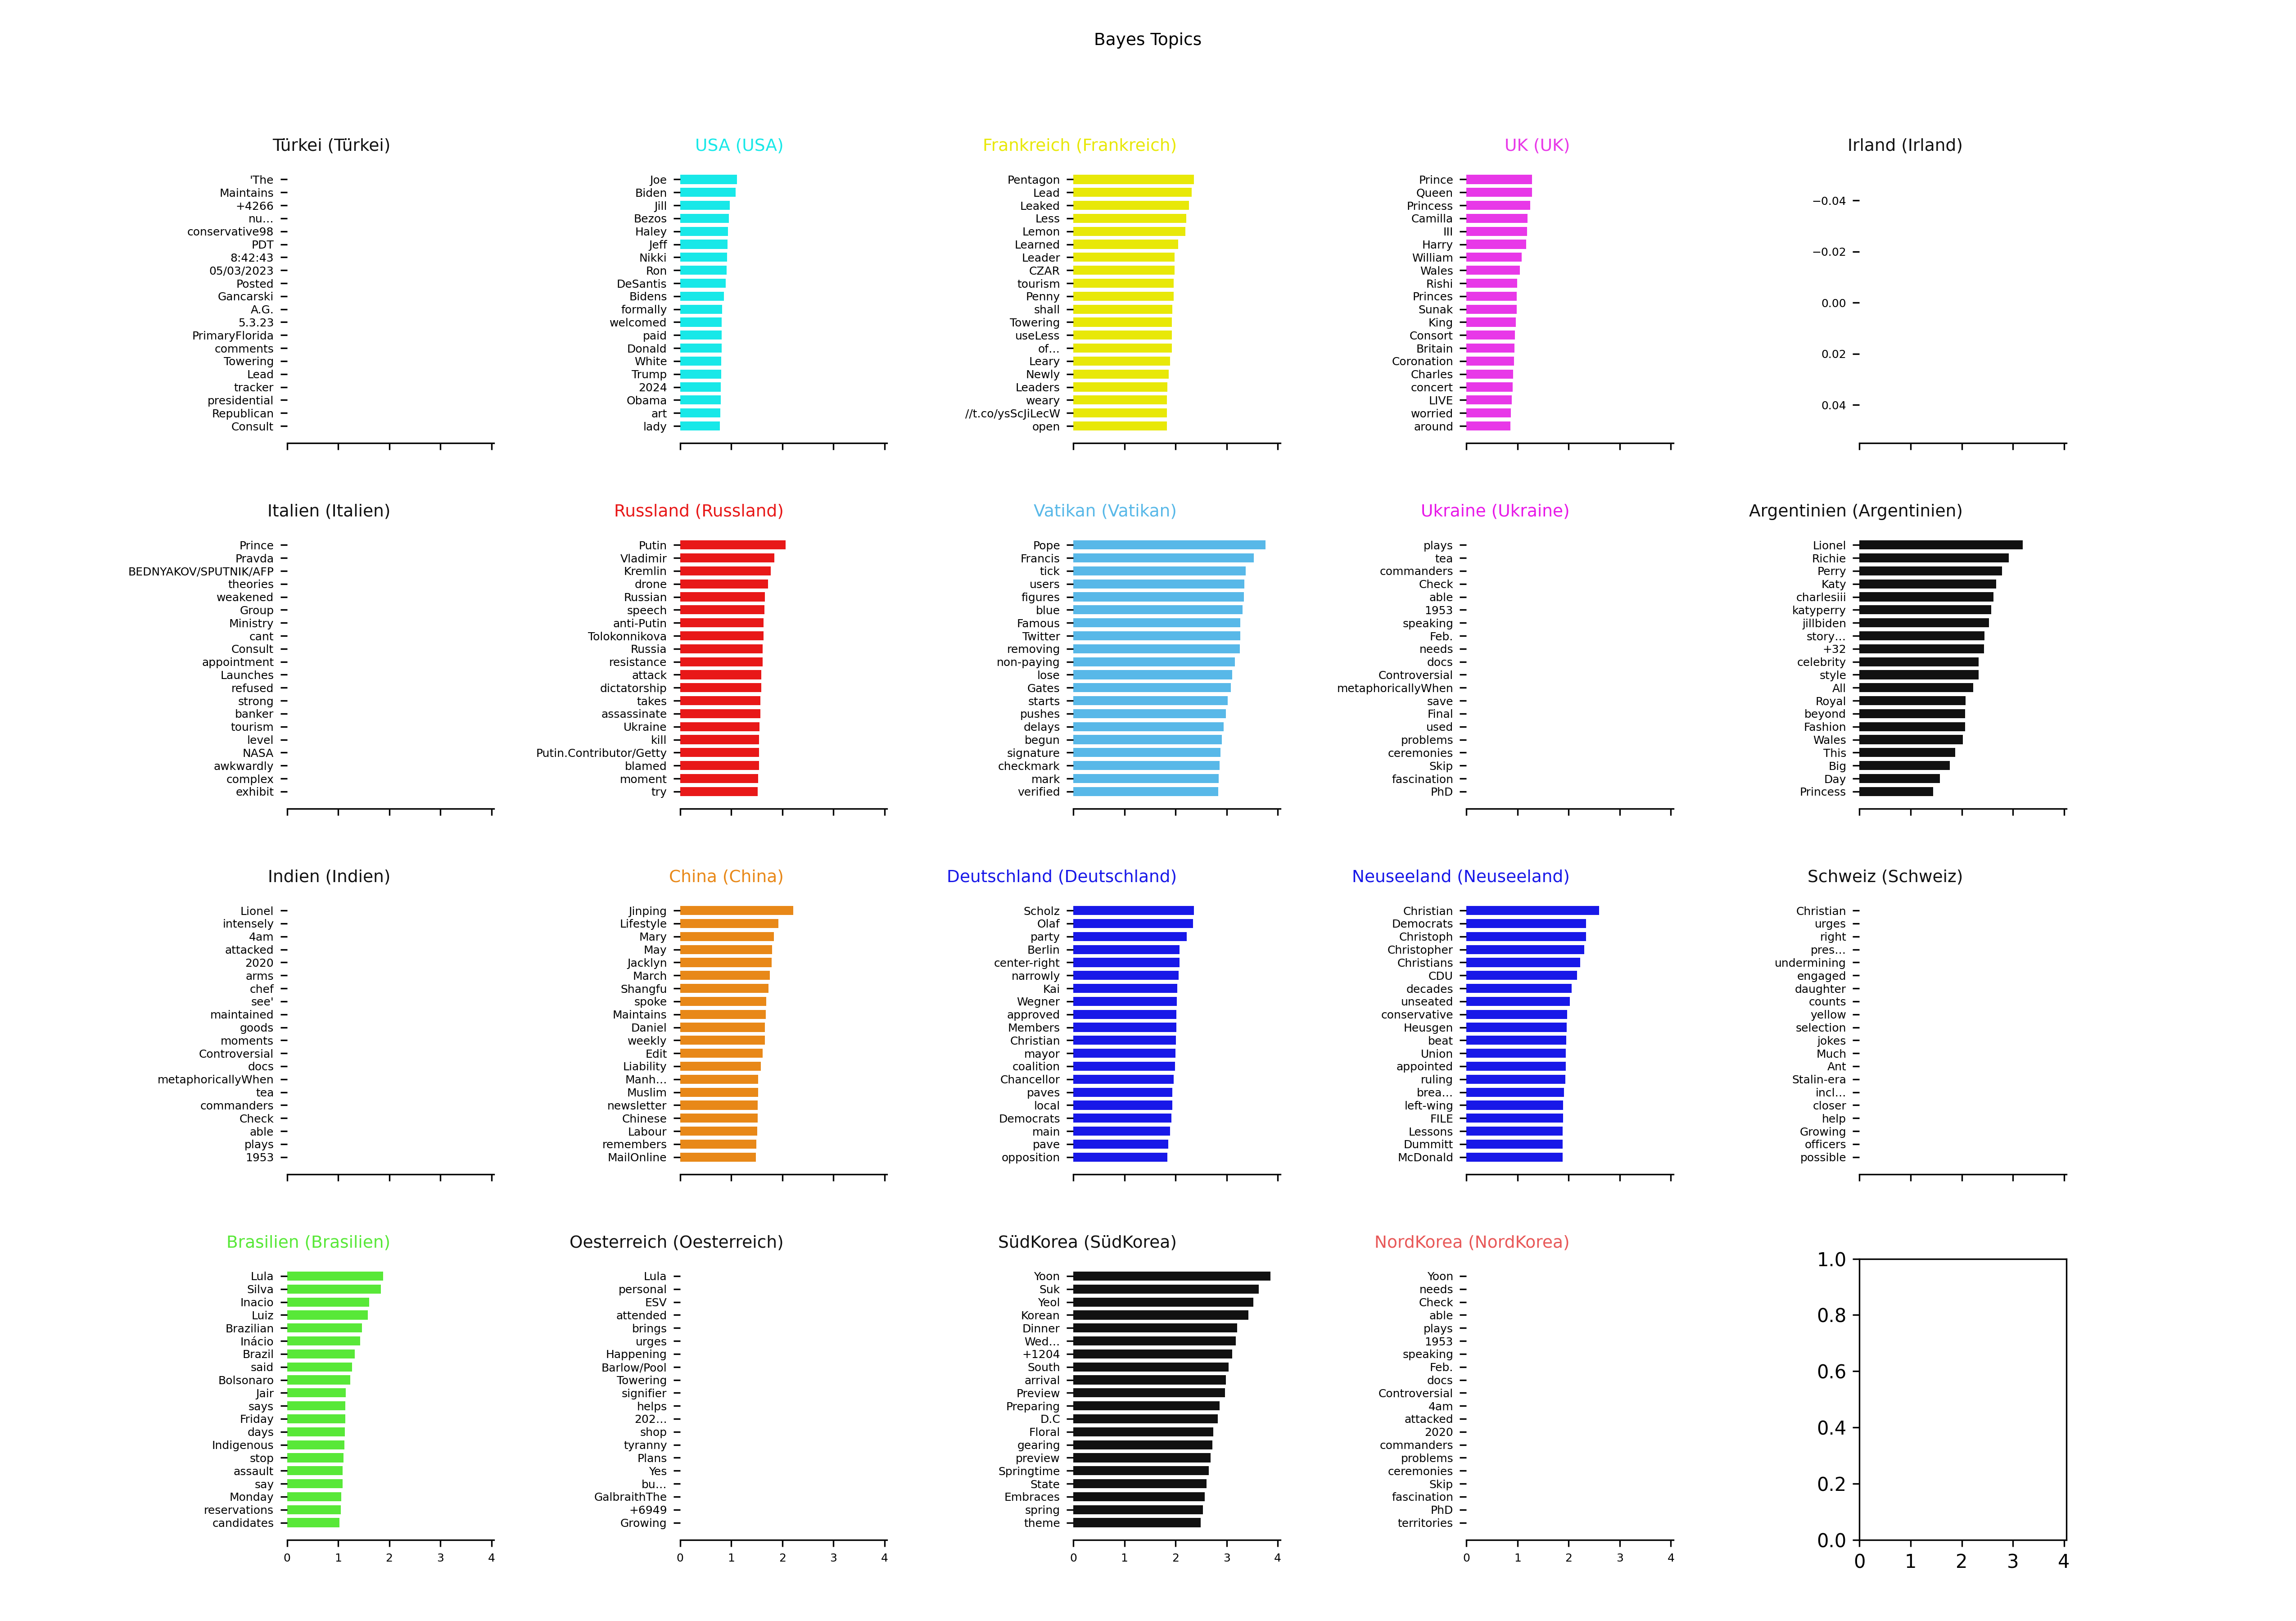 Bayes Topics
Türkei (Türkei)
'The
Maintains
+4266
nu...
conservative98
PDT
8:42:43
05/03/2023
Posted
Gancarski
A.G.
5.3.23
PrimaryFlorida
comments
Towering
Lead
tracker
presidential
Republican
Consult
USA (USA)
Joe
Biden
Jill
Bezos
Haley
Jeff
Nikki
Ron
DeSantis
Bidens
formally
welcomed
paid
Donald
White
Trump
2024
Obama
art
lady
Frankreich (Frankreich)
Pentagon
Lead
Leaked
Less
Lemon
Learned
Leader
CZAR
tourism
Penny
shall
Towering
useLess
of...
Leary
Newly
Leaders
weary
//t.co/ysScJiLecW
open
UK (UK)
Prince
Queen
Princess
Camilla
III
Harry
William
Wales
Rishi
Princes
Sunak
King
Consort
Britain
Coronation
Charles
concert
LIVE
worried
around
Irland (Irland)
−0.04
−0.02
0.00
0.02
0.04
Italien (Italien)
Prince
Pravda
BEDNYAKOV/SPUTNIK/AFP
theories
weakened
Group
Ministry
cant
Consult
appointment
Launches
refused
strong
banker
tourism
level
NASA
awkwardly
complex
exhibit
Russland (Russland)
Putin
Vladimir
Kremlin
drone
Russian
speech
anti-Putin
Tolokonnikova
Russia
resistance
attack
dictatorship
takes
assassinate
Ukraine
kill
Putin.Contributor/Getty
blamed
moment
try
Vatikan (Vatikan)
Pope
Francis
tick
users
figures
blue
Famous
Twitter
removing
non-paying
lose
Gates
starts
pushes
delays
begun
signature
checkmark
mark
verified
Ukraine (Ukraine)
plays
tea
commanders
Check
able
1953
speaking
Feb.
needs
docs
Controversial
metaphoricallyWhen
save
Final
used
problems
ceremonies
Skip
fascination
PhD
Argentinien (Argentinien)
Lionel
Richie
Perry
Katy
charlesiii
katyperry
jillbiden
story...
+32
celebrity
style
All
Royal
beyond
Fashion
Wales
This
Big
Day
Princess
Indien (Indien)
Lionel
intensely
4am
attacked
2020
arms
chef
see'
maintained
goods
moments
Controversial
docs
metaphoricallyWhen
tea
commanders
Check
able
plays
1953
China (China)
Jinping
Lifestyle
Mary
May
Jacklyn
March
Shangfu
spoke
Maintains
Daniel
weekly
Edit
Liability
Manh...
Muslim
newsletter
Chinese
Labour
remembers
MailOnline
Deutschland (Deutschland)
Scholz
Olaf
party
Berlin
center-right
narrowly
Kai
Wegner
approved
Members
Christian
mayor
coalition
Chancellor
paves
local
Democrats
main
pave
opposition
Neuseeland (Neuseeland)
Christian
Democrats
Christoph
Christopher
Christians
CDU
decades
unseated
conservative
Heusgen
beat
Union
appointed
ruling
brea...
left-wing
FILE
Lessons
Dummitt
McDonald
Schweiz (Schweiz)
Christian
urges
right
pres...
undermining
engaged
daughter
counts
yellow
selection
jokes
Much
Ant
Stalin-era
incl...
closer
help
Growing
officers
possible
Brasilien (Brasilien)
Lula
Silva
Inacio
Luiz
Brazilian
Inácio
Brazil
said
Bolsonaro
Jair
says
Friday
days
Indigenous
stop
assault
say
Monday
reservations
candidates
0 1 2 3 4
Oesterreich (Oesterreich)
Lula
personal
ESV
attended
brings
urges
Happening
Barlow/Pool
Towering
signifier
helps
202...
shop
tyranny
Plans
Yes
bu...
GalbraithThe
+6949
Growing
0 1 2 3 4
SüdKorea (SüdKorea)
Yoon
Suk
Yeol
Korean
Dinner
Wed...
+1204
South
arrival
Preview
Preparing
D.C
Floral
gearing
preview
Springtime
State
Embraces
spring
theme
0 1 2 3 4
NordKorea (NordKorea)
Yoon
needs
Check
able
plays
1953
speaking
Feb.
docs
Controversial
4am
attacked
2020
commanders
problems
ceremonies
Skip
fascination
PhD
territories
0 1 2 3 4
1.0
0.8
0.6
0.4
0.2
0.0
0 1 2 3 4